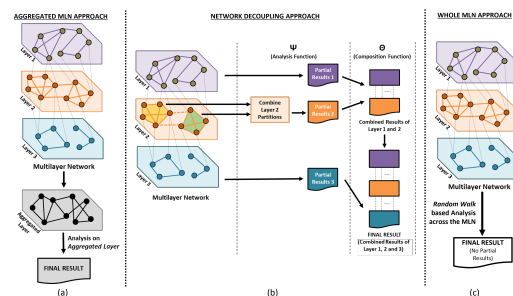 AGGREGATED MLN APPROACH
Layer 1
Layer 2
Layer 3
Multilayer Network
Aggregated
Layer
Analysis on
Aggregated Layer
FINAL RESULT
(a)
NETWORK DECOUPLING APPROACH
Ψ
(Analysis Function)
Θ
(Composition Function)
Layer 1
Layer 2
Layer 3
Multilayer Network
Combine
Layer 2
Partitions
Partial
Results 1
Partial
Results 2
Partial
Results 3
Combined Results of
Layer 1 and 2
FINAL RESULT
(Combined Results of
Layer 1, 2 and 3)
(b)
WHOLE MLN APPROACH
Layer 1
Layer 2
Layer 3
Multilayer Network
Random Walk
based Analysis
across the MLN
FINAL RESULT
(No Partial
Results)
(c)